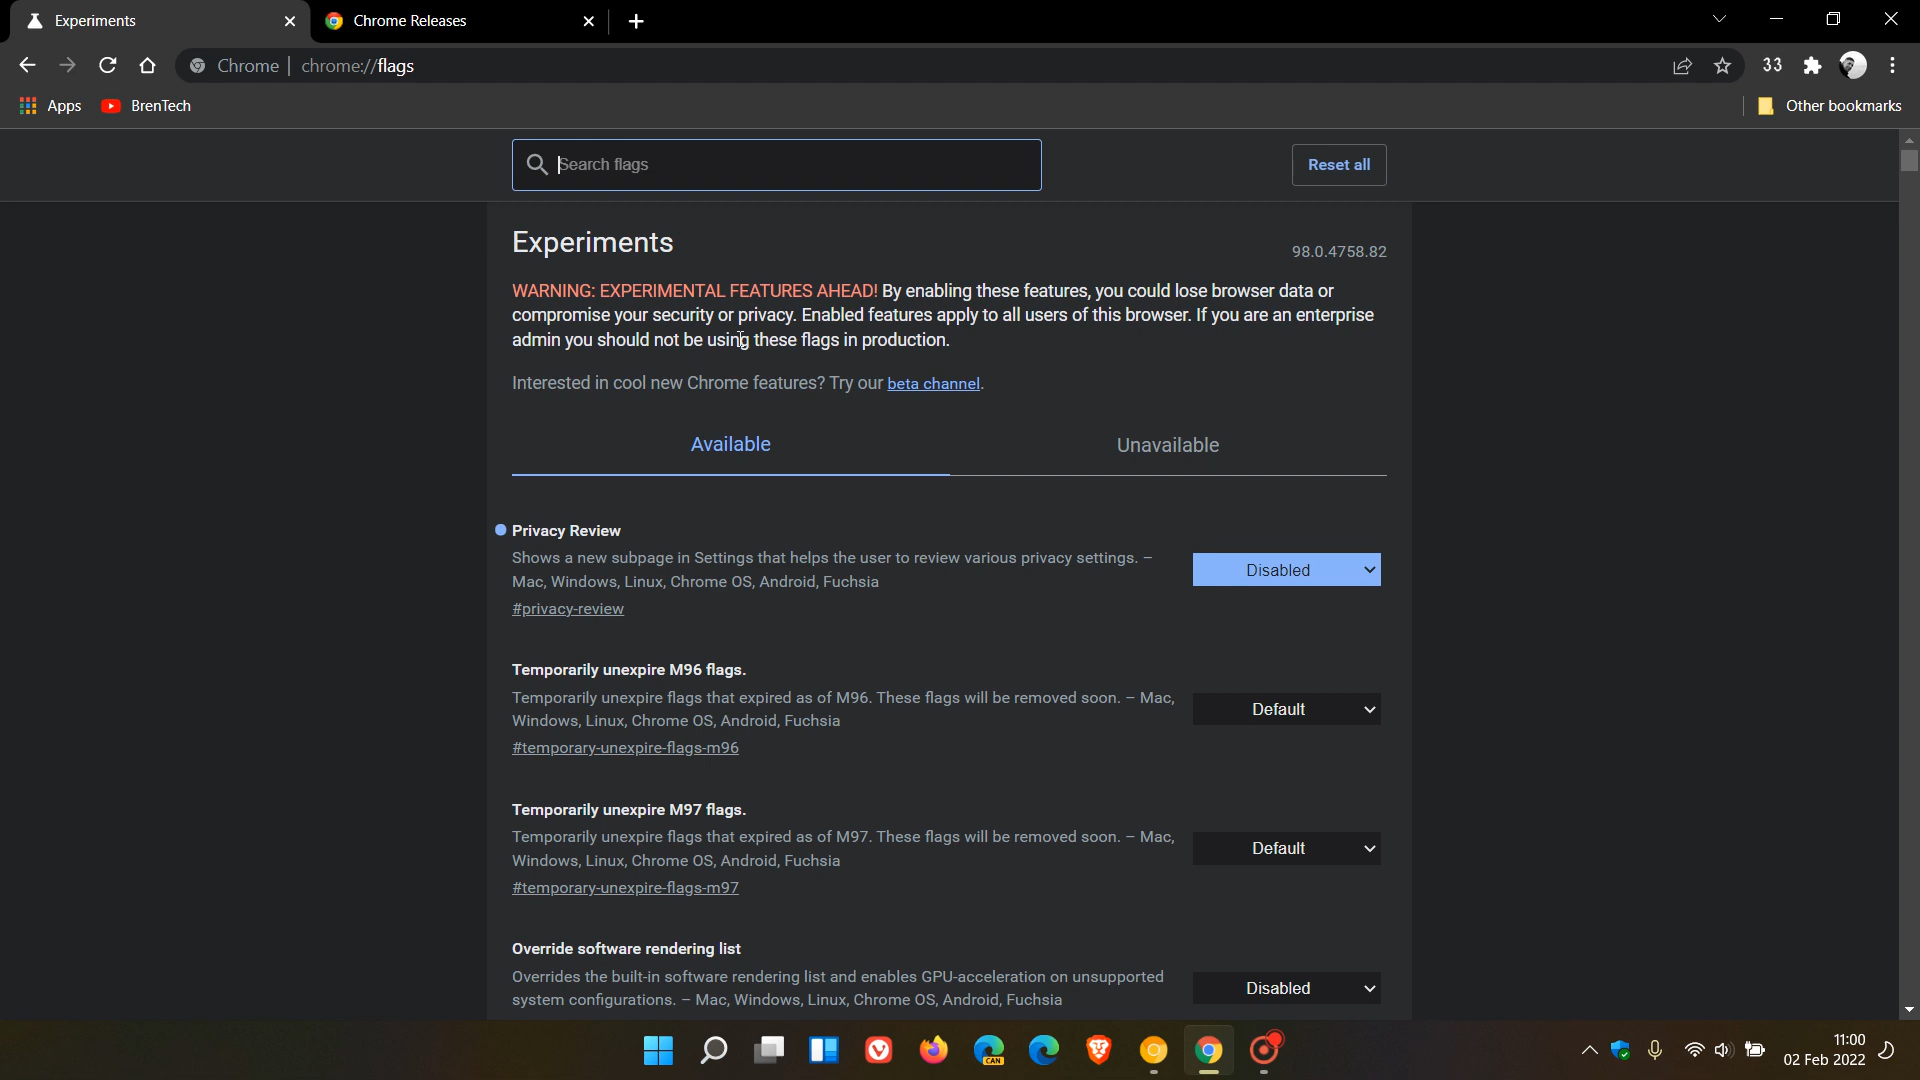 Experiments
Chrome Releases
Chrome
chrome://flags
33
Apps
BrenTech
Other bookmarks
Search flags
Reset all
Experiments
98.0.4758.82
WARNING: EXPERIMENTAL FEATURES AHEAD! By enabling these features, you could lose browser data or
compromise your security or privacy. Enabled features apply to all users of this browser. If you are an enterprise
admin you should not be using these flags in production.
Interested in cool new Chrome features? Try our beta channel.
Available
Unavailable
Privacy Review
Shows a new subpage in Settings that helps the user to review various privacy settings. –
Mac, Windows, Linux, Chrome OS, Android, Fuchsia
#privacy-review
Disabled
Temporarily unexpire M96 flags.
Temporarily unexpire flags that expired as of M96. These flags will be removed soon. – Mac,
Windows, Linux, Chrome OS, Android, Fuchsia
#temporary-unexpire-flags-m96
Default
Temporarily unexpire M97 flags.
Temporarily unexpire flags that expired as of M97. These flags will be removed soon. – Mac,
Windows, Linux, Chrome OS, Android, Fuchsia
#temporary-unexpire-flags-m97
Default
Override software rendering list
Overrides the built-in software rendering list and enables GPU-acceleration on unsupported
system configurations. – Mac, Windows, Linux, Chrome OS, Android, Fuchsia
Disabled
CAN
11:00
02 Feb 2022